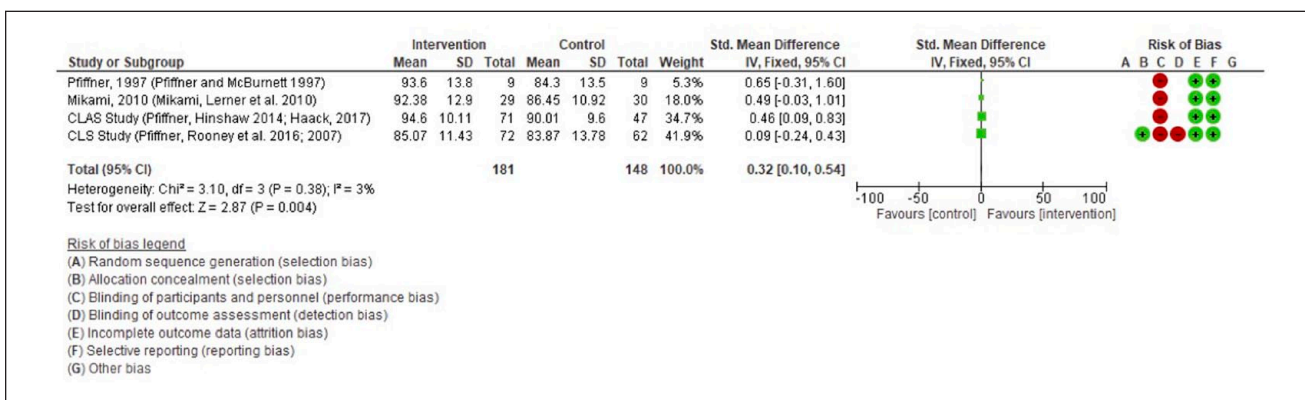 Intervention Control Std. Mean Difference Std. Mean Difference Risk of Bias
Study or Subgroup Mean SD Total Mean SD Total Weight IV, Fixed, 95% CI IV, Fixed, 95% CI A B C D E F G
Pfiffner, 1997 (Pfiffner and McBurnett 1997) 93.6 13.8 9 84.3 13.5 9 5.3% 0.65 [-0.31, 1.60]
Mikami, 2010 (Mikami, Lerner et al. 2010) 92.38 12.9 29 86.45 10.92 30 18.0% 0.49 [-0.03, 1.01]
CLAS Study (Pfiffner, Hinshaw 2014; Haack, 2017) 94.6 10.11 71 90.01 9.6 47 34.7% 0.46 [0.09, 0.83]
CLS Study (Pfiffner, Rooney et al. 2016; 2007) 85.07 11.43 72 83.87 13.78 62 41.9% 0.09 [-0.24, 0.43]
Total (95% CI) 181 148 100.0% 0.32 [0.10, 0.54]
Heterogeneity: Chi² = 3.10, df = 3 (P = 0.38); I² = 3%
Test for overall effect: Z = 2.87 (P = 0.004)
-100 -50 0 50 100
Favours [control] Favours [intervention]
Risk of bias legend
(A) Random sequence generation (selection bias)
(B) Allocation concealment (selection bias)
(C) Blinding of participants and personnel (performance bias)
(D) Blinding of outcome assessment (detection bias)
(E) Incomplete outcome data (attrition bias)
(F) Selective reporting (reporting bias)
(G) Other bias